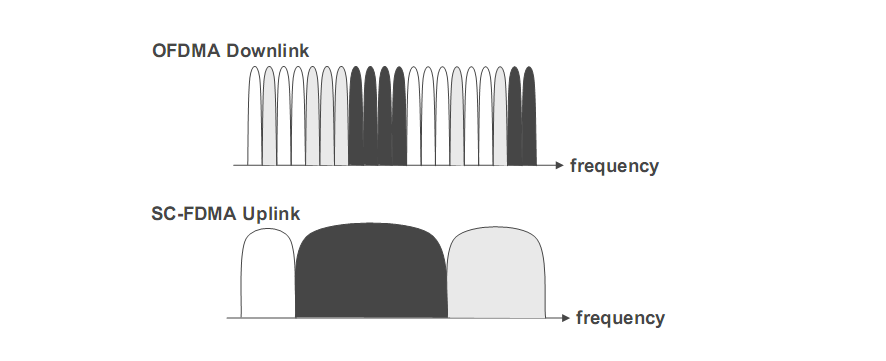 OFDMA Downlink
frequency
SC-FDMA Uplink
frequency